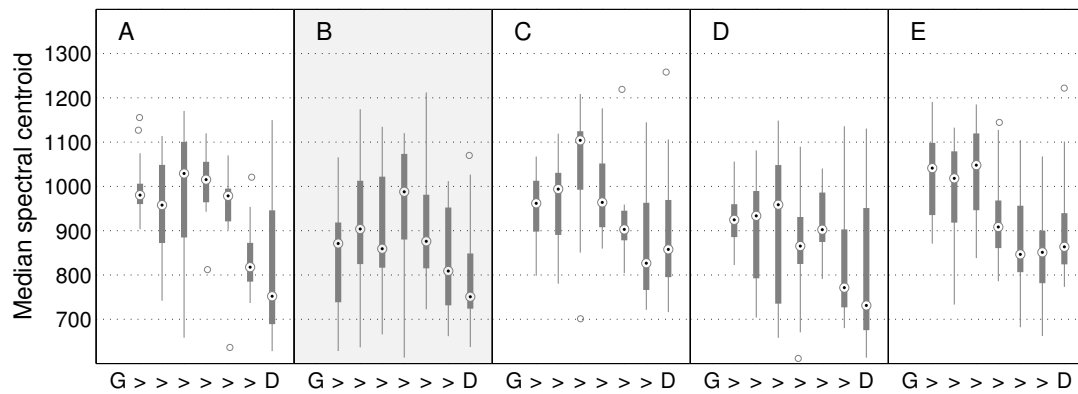 A B C D E
Median spectral centroid
1300
1200
1100
1000
900
800
700
G > > > > > > D G > > > > > > D G > > > > > > D G > > > > > > D G > > > > > > D